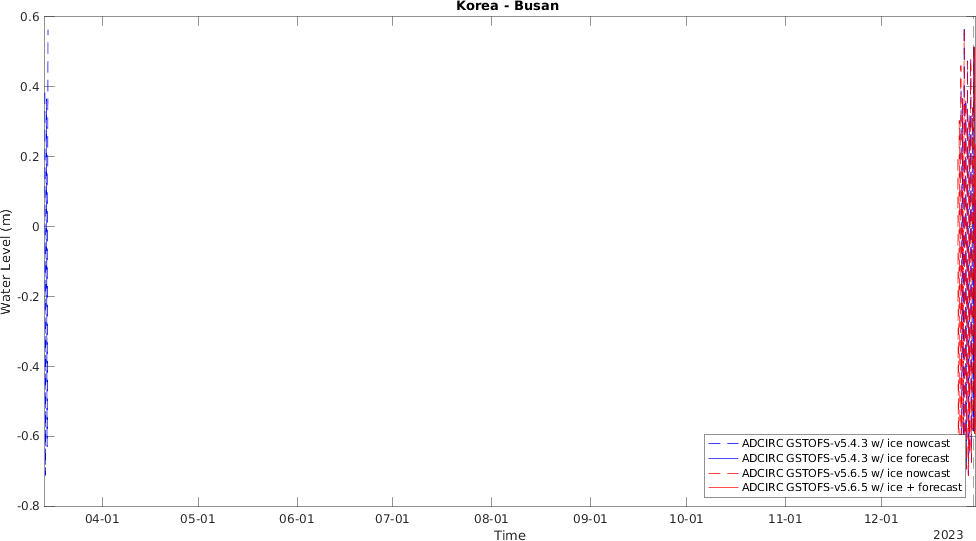 Korea - Busan
Water Level (m)
0.6
0.4
0.2
0
-0.2
-0.4
-0.6
-0.8
ADCIRC GSTOFS-v5.4.3 w/ ice nowcast
ADCIRC GSTOFS-v5.4.3 w/ ice forecast
ADCIRC GSTOFS-v5.6.5 w/ ice nowcast
ADCIRC GSTOFS-v5.6.5 w/ ice + forecast
04-01 05-01 06-01 07-01 08-01 09-01 10-01 11-01 12-01
Time
2023